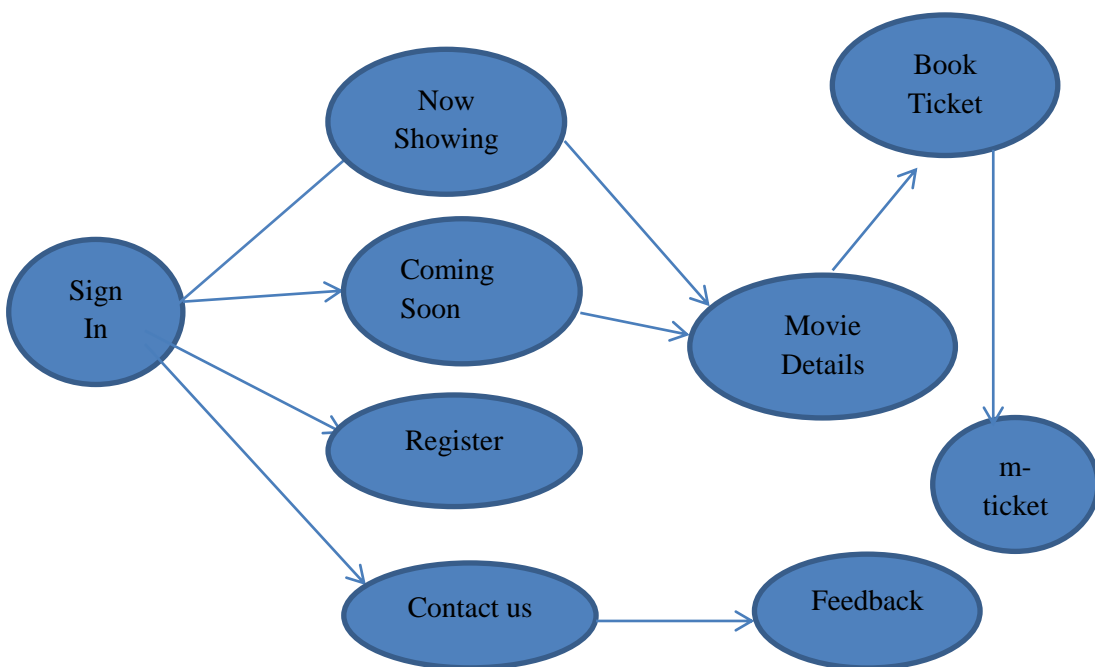 Sign
In
Now
Showing
Coming
Soon
Register
Contact us
Movie
Details
Book
Ticket
m-
ticket
Feedback